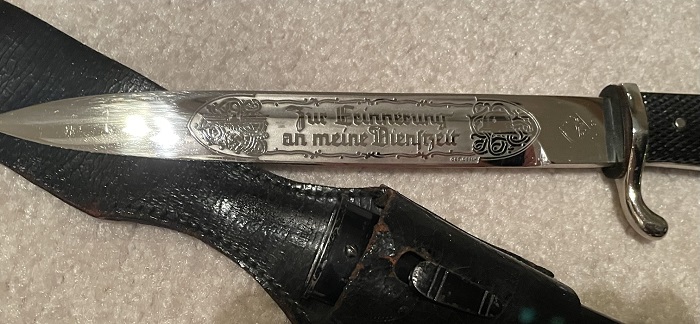 Zur Erinnerung
an meine Dienstzeit